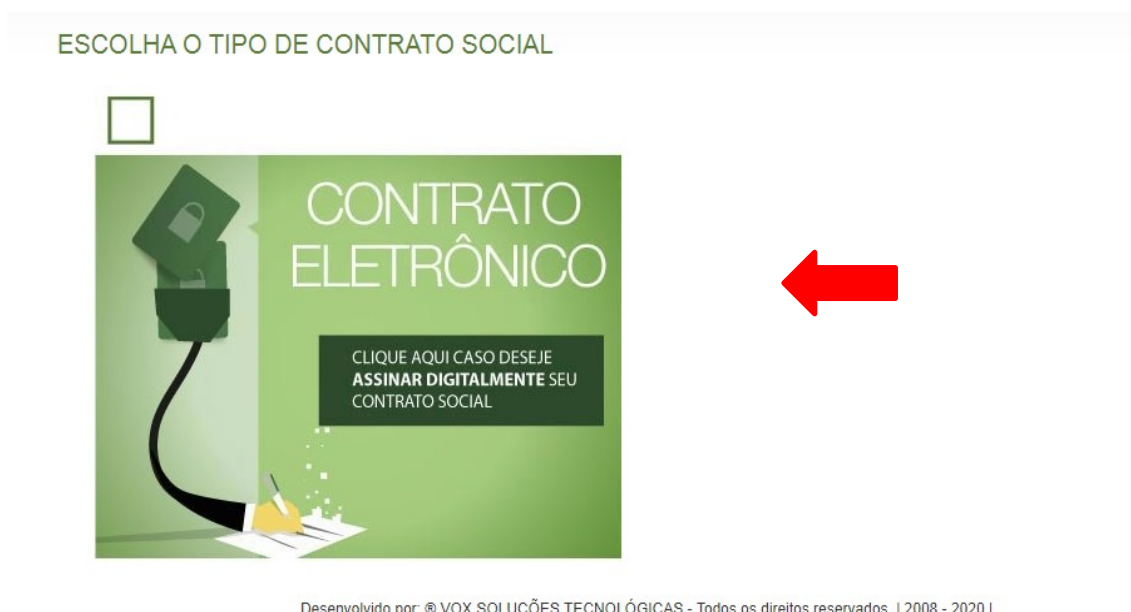 ESCOLHA O TIPO DE CONTRATO SOCIAL
CONTRATO
ELETRÔNICO
CLIQUE AQUI CASO DESEJE
ASSINAR DIGITALMENTE SEU
CONTRATO SOCIAL
Desenvolvido por: ® VOX SOLUÇÕES TECNOLÓGICAS - Todos os direitos reservados. | 2008 - 2020 |